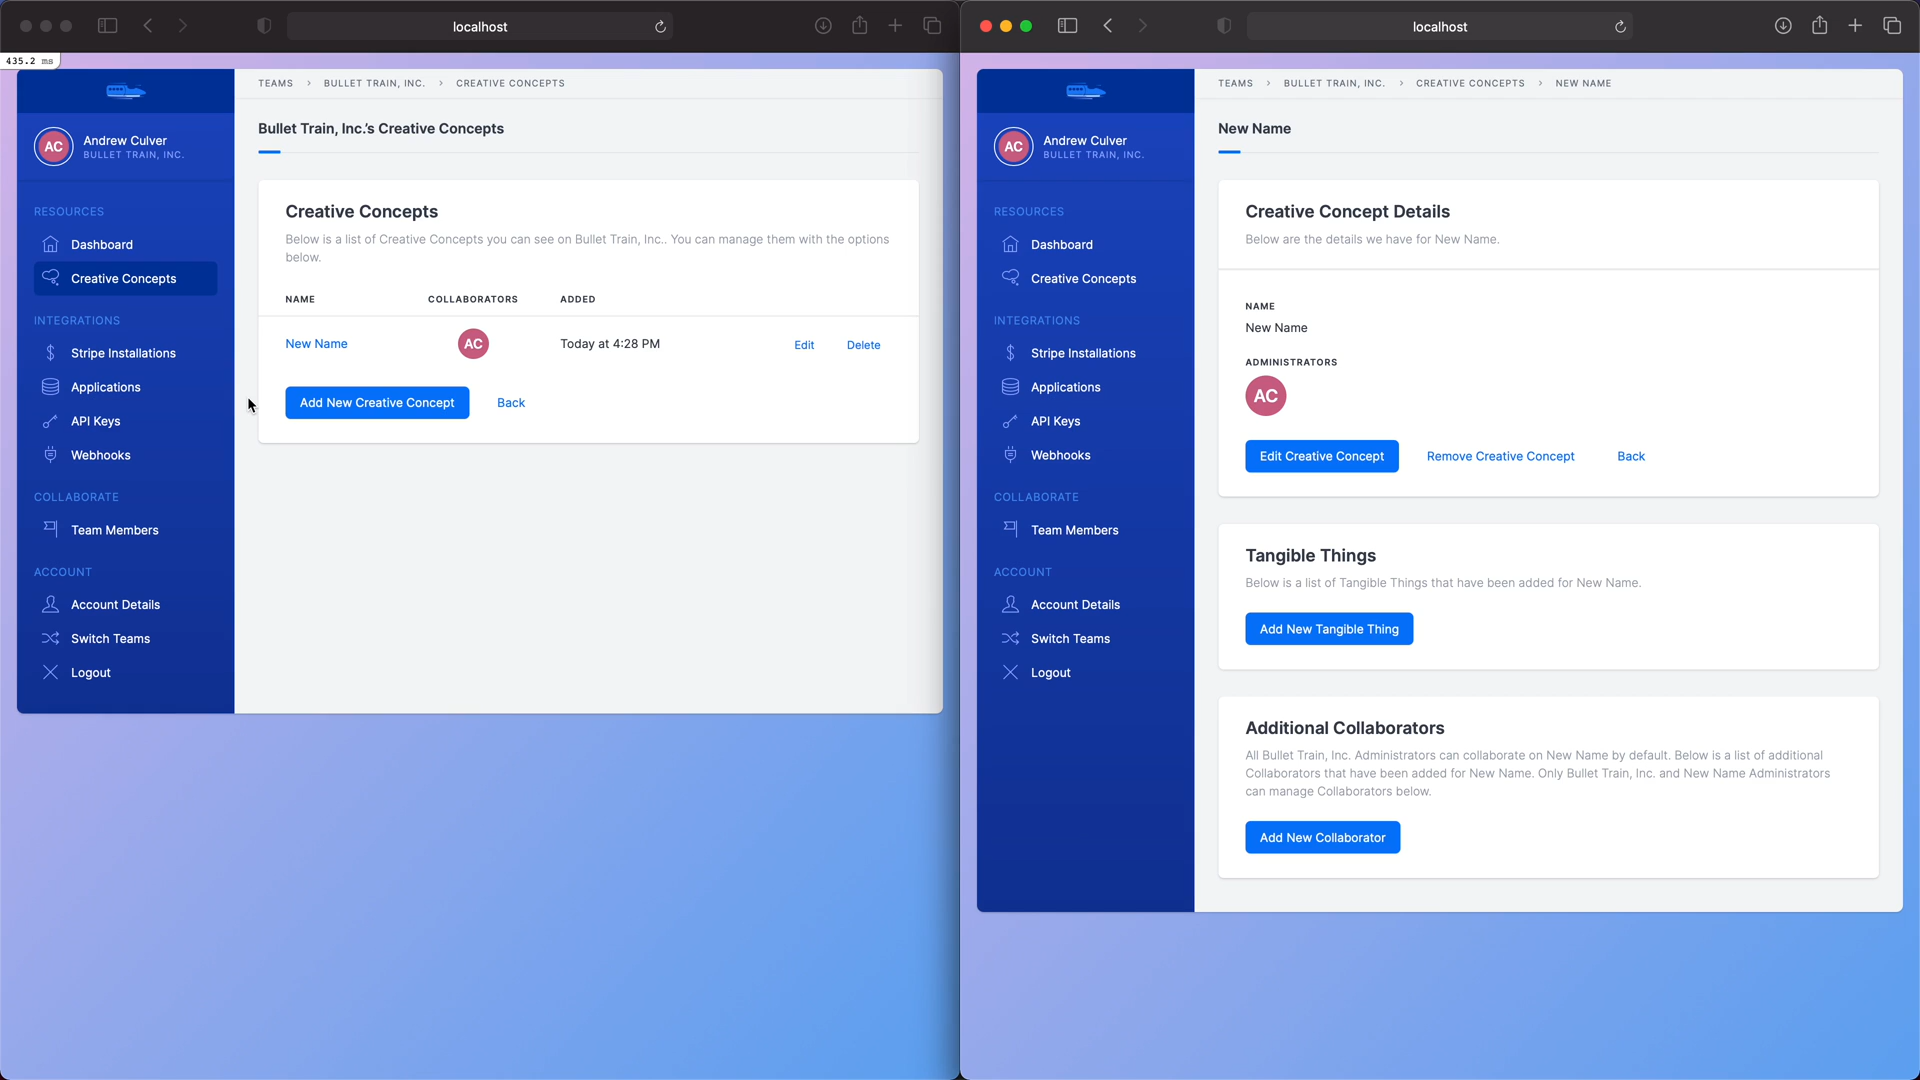 localhost
435.2 ms
TEAMS > BULLET TRAIN, INC. > CREATIVE CONCEPTS
Andrew Culver
BULLET TRAIN, INC.
AC
RESOURCES
Dashboard
Creative Concepts
INTEGRATIONS
Stripe Installations
Applications
API Keys
Webhooks
COLLABORATE
Team Members
ACCOUNT
Account Details
Switch Teams
Logout
Bullet Train, Inc.'s Creative Concepts
Creative Concepts
Below is a list of Creative Concepts you can see on Bullet Train, Inc.. You can manage them with the options
below.
NAME COLLABORATORS ADDED
New Name AC Today at 4:28 PM Edit Delete
Add New Creative Concept Back
localhost
TEAMS > BULLET TRAIN, INC. > CREATIVE CONCEPTS > NEW NAME
Andrew Culver
BULLET TRAIN, INC.
AC
RESOURCES
Dashboard
Creative Concepts
INTEGRATIONS
Stripe Installations
Applications
API Keys
Webhooks
COLLABORATE
Team Members
ACCOUNT
Account Details
Switch Teams
Logout
New Name
Creative Concept Details
Below are the details we have for New Name.
NAME
New Name
ADMINISTRATORS
AC
Edit Creative Concept Remove Creative Concept Back
Tangible Things
Below is a list of Tangible Things that have been added for New Name.
Add New Tangible Thing
Additional Collaborators
All Bullet Train, Inc. Administrators can collaborate on New Name by default. Below is a list of additional
Collaborators that have been added for New Name. Only Bullet Train, Inc. and New Name Administrators
can manage Collaborators below.
Add New Collaborator